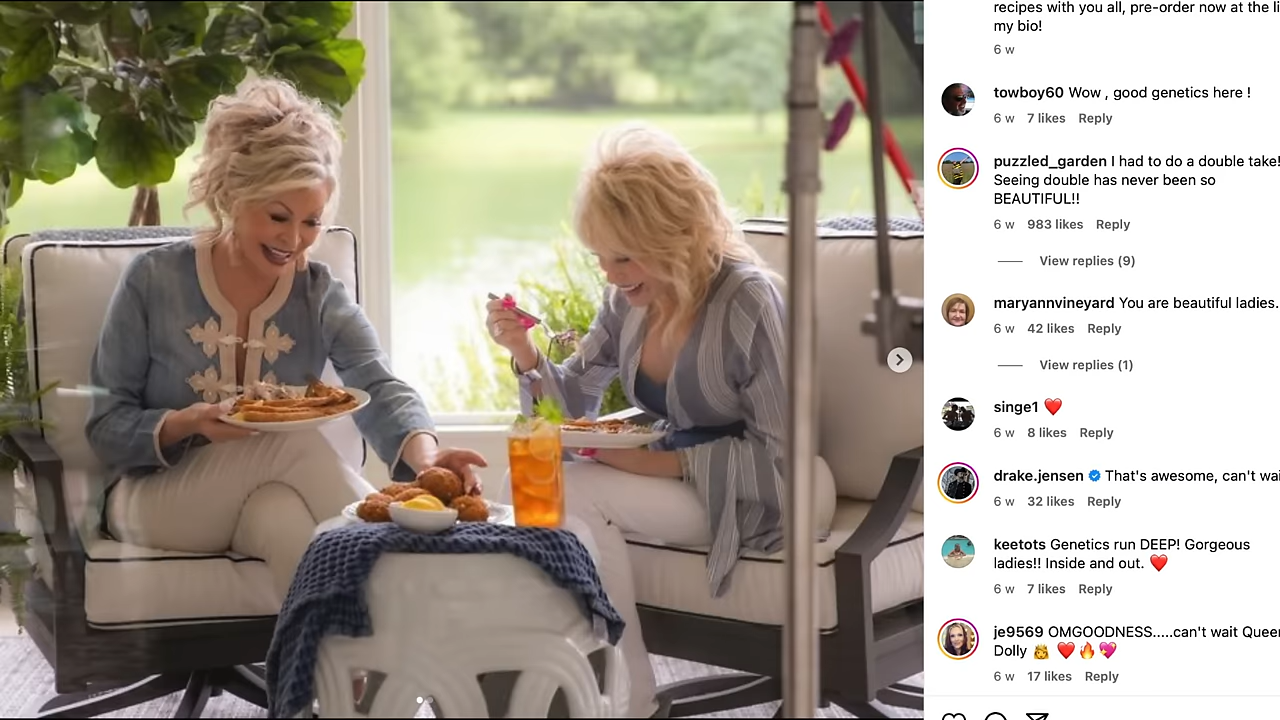 recipes with you all, pre-order now at the
my bio!
6 w
towboy60 Wow , good genetics here !
6 w 7 likes Reply
puzzled_garden I had to do a double take!
Seeing double has never been so
BEAUTIFUL!!
6 w 983 likes Reply
View replies (9)
maryannvineyard You are beautiful ladies.
6 w 42 likes Reply
View replies (1)
singe1 ❤️
6 w 8 likes Reply
drake.jensen That's awesome, can't
6 w 32 likes Reply
keetots Genetics run DEEP! Gorgeous
ladies!! Inside and out. ❤️
6 w 7 likes Reply
je9569 OMGOODNESS.....can't wait
Dolly 👸 ❤️🔥💖
6 w 17 likes Reply